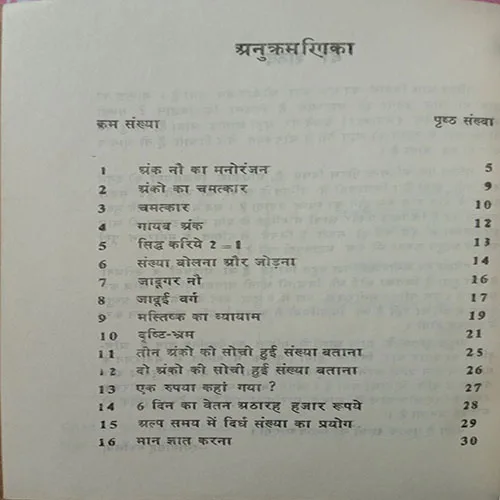 अनुक्रमणिका
क्रम संख्या पृष्ठ संख्या
1 अंक नौ का मनोरंजन 5
2 अंकों का चमत्कार 9
3 चमत्कार 10
4 गायब अंक 12
5 सिद्ध करिये 2=1 13
6 संख्या बोलना और जोड़ना 14
7 जादूगर नौ 16
8 जादूई वर्ग 17
9 मस्तिष्क का व्यायाम 19
10 दृष्टि-भ्रम 21
11 तीन अंकों की सोची हुई संख्या बताना 25
12 दो अंकों की सोची हुई संख्या बताना 26
13 एक रुपया कहां गया ? 27
14 6 दिन का वेतन अठारह हजार रूपये 28
15 अल्प समय में दिर्घ संख्या का प्रयोग 29
16 मान ज्ञात करना 30